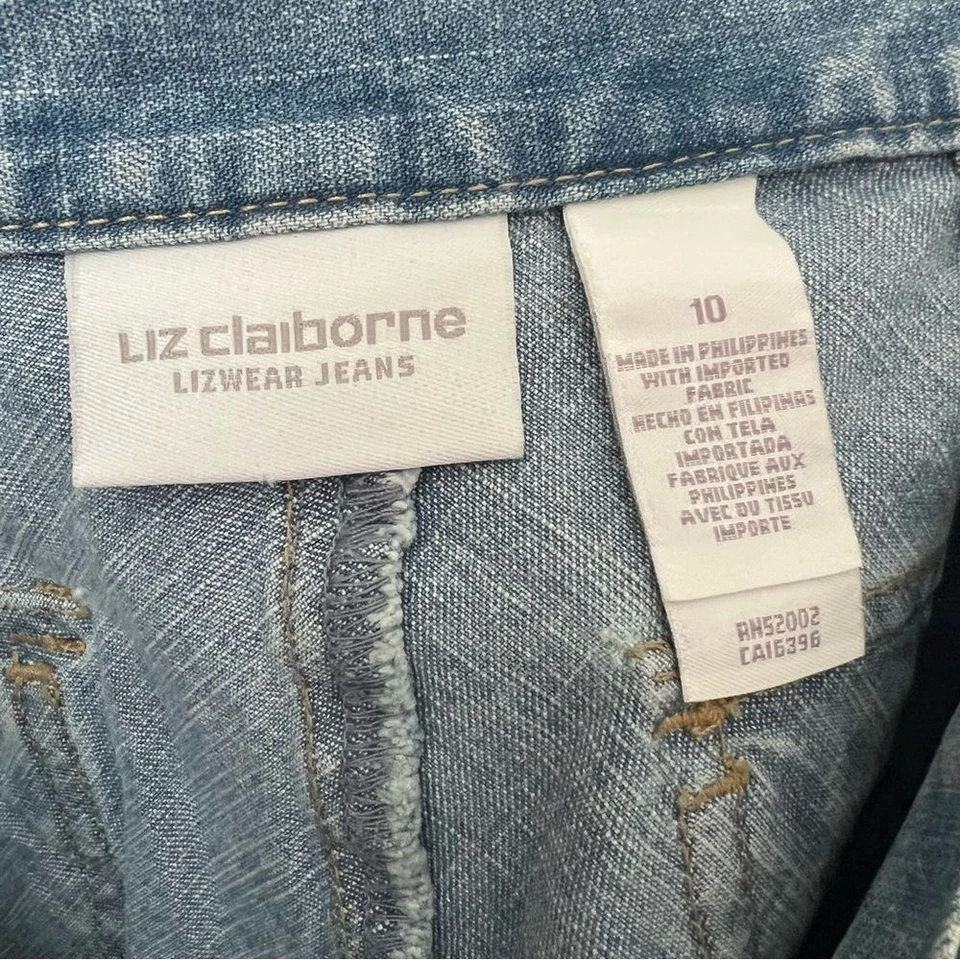 Liz claiborne
LIZWEAR JEANS
10
MADE IN PHILIPPINES
WITH IMPORTED
FABRIC
HECHO EN FILIPINAS
CON TELA
IMPORTADA
FABRIQUE AUX
PHILIPPINES
AVEC DU TISSU
IMPORTE
RN52002
CA16396